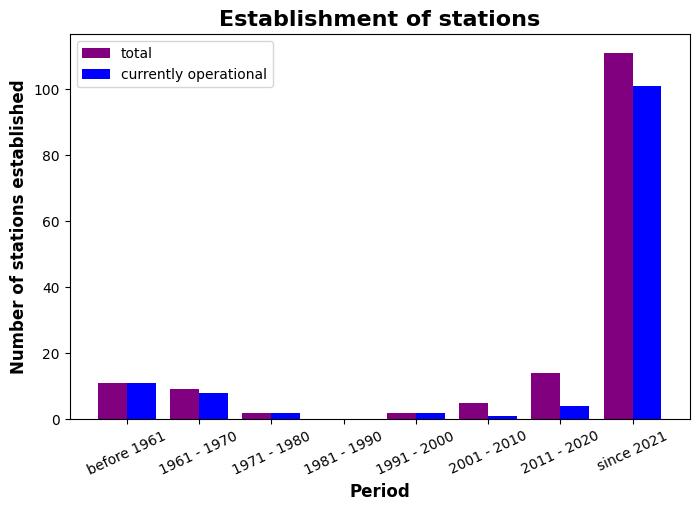 Establishment of stations
total
currently operational
Number of stations established
100
80
60
40
20
0
before 1961
1961 - 1970
1971 - 1980
1981 - 1990
1991 - 2000
2001 - 2010
2011 - 2020
since 2021
Period